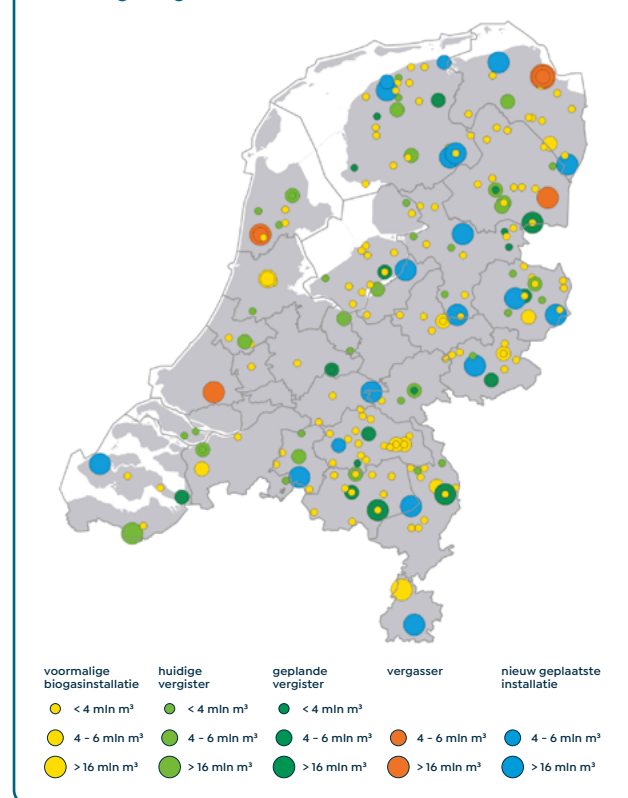 voormalige
biogasinstallatie
huidige
vergister
geplande
vergister
vergasser
nieuw geplaatste
installatie
< 4 mln m³ < 4 mln m³ < 4 mln m³
4 - 6 mln m³ 4 - 6 mln m³ 4 - 6 mln m³ 4 - 6 mln m³ 4 - 6 mln m³
> 16 mln m³ > 16 mln m³ > 16 mln m³ > 16 mln m³ > 16 mln m³